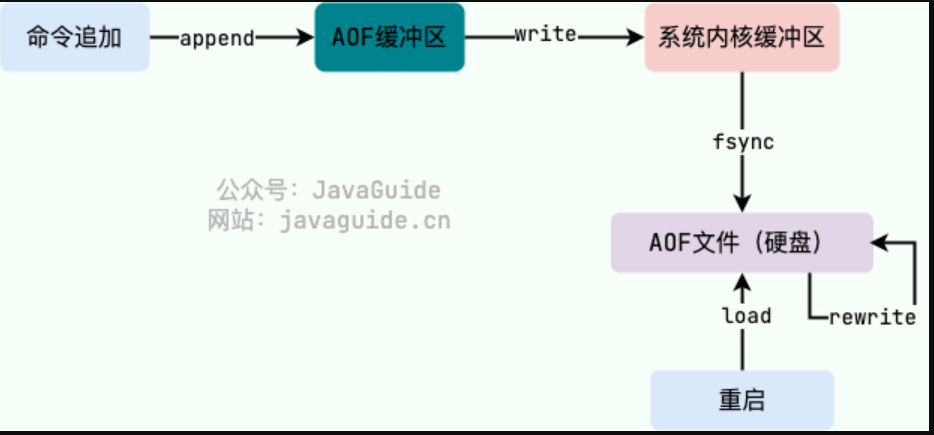 命令追加
append
AOF缓冲区
write
系统内核缓冲区
fsync
公众号：JavaGuide
网站：javaguide.cn
AOF文件（硬盘）
load
rewrite
重启